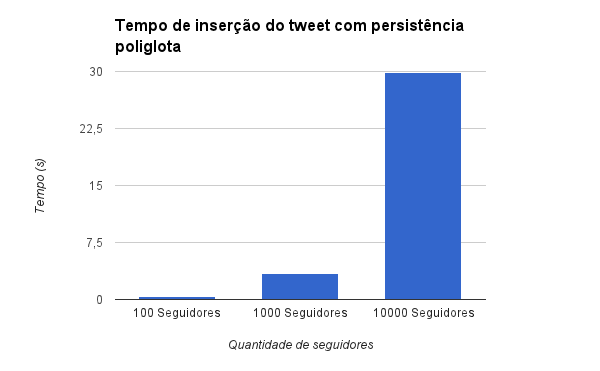 Tempo de inserção do tweet com persistência
poliglota
30
22,5
15
7,5
0
Tempo (s)
100 Seguidores
1000 Seguidores
10000 Seguidores
Quantidade de seguidores